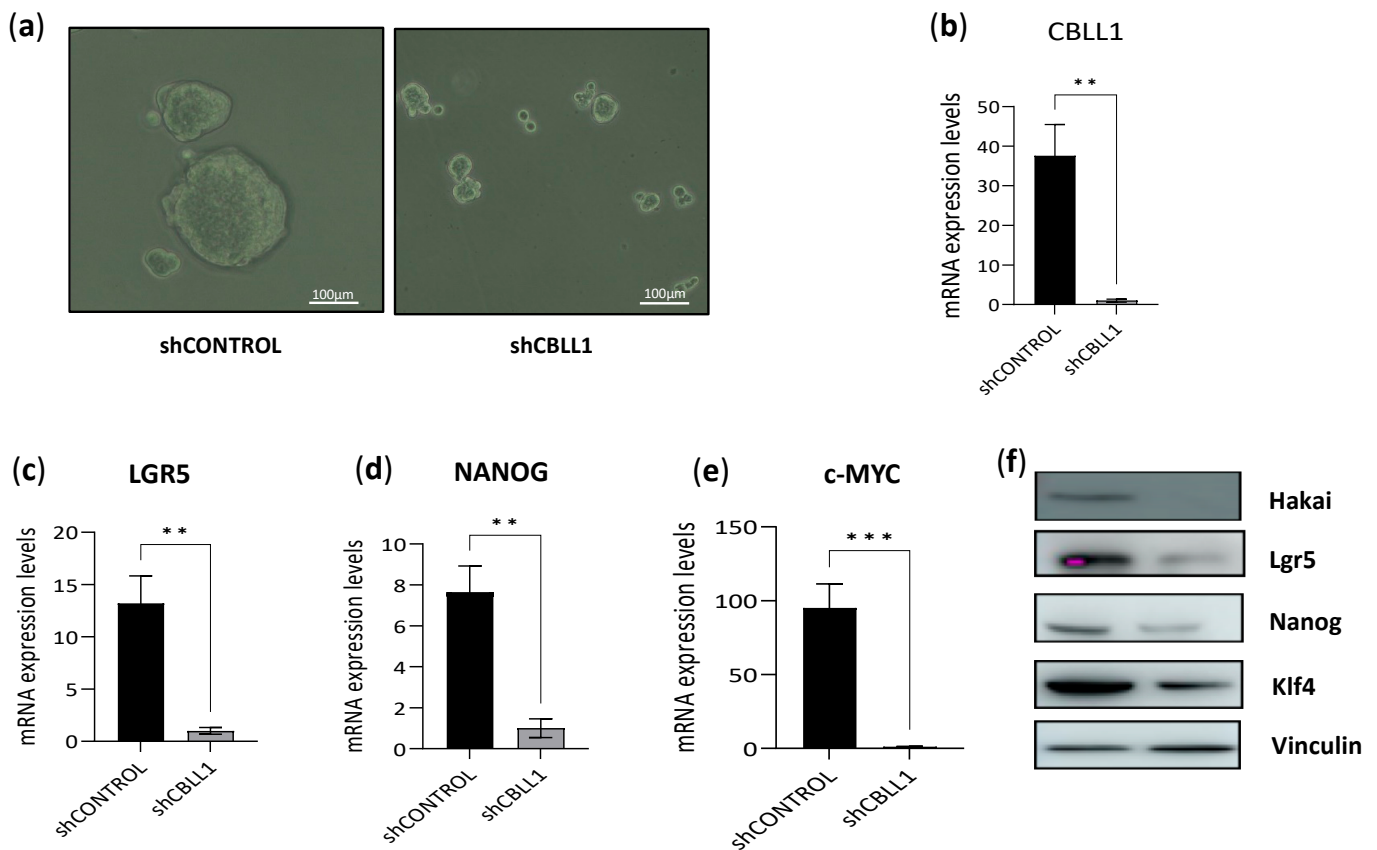 (a)
100μm
100μm
shCONTROL
shCBLL1
(b)
CBLL1
mRNA expression levels
50
40
30
20
10
0
**
shCONTROL
shCBLL1
(c)
LGR5
mRNA expression levels
20
15
10
5
0
**
shCONTROL
shCBLL1
(d)
NANOG
mRNA expression levels
10
8
6
4
2
0
**
shCONTROL
shCBLL1
(e)
c-MYC
mRNA expression levels
150
100
50
0
***
shCONTROL
shCBLL1
(f)
Hakai
Lgr5
Nanog
Klf4
Vinculin